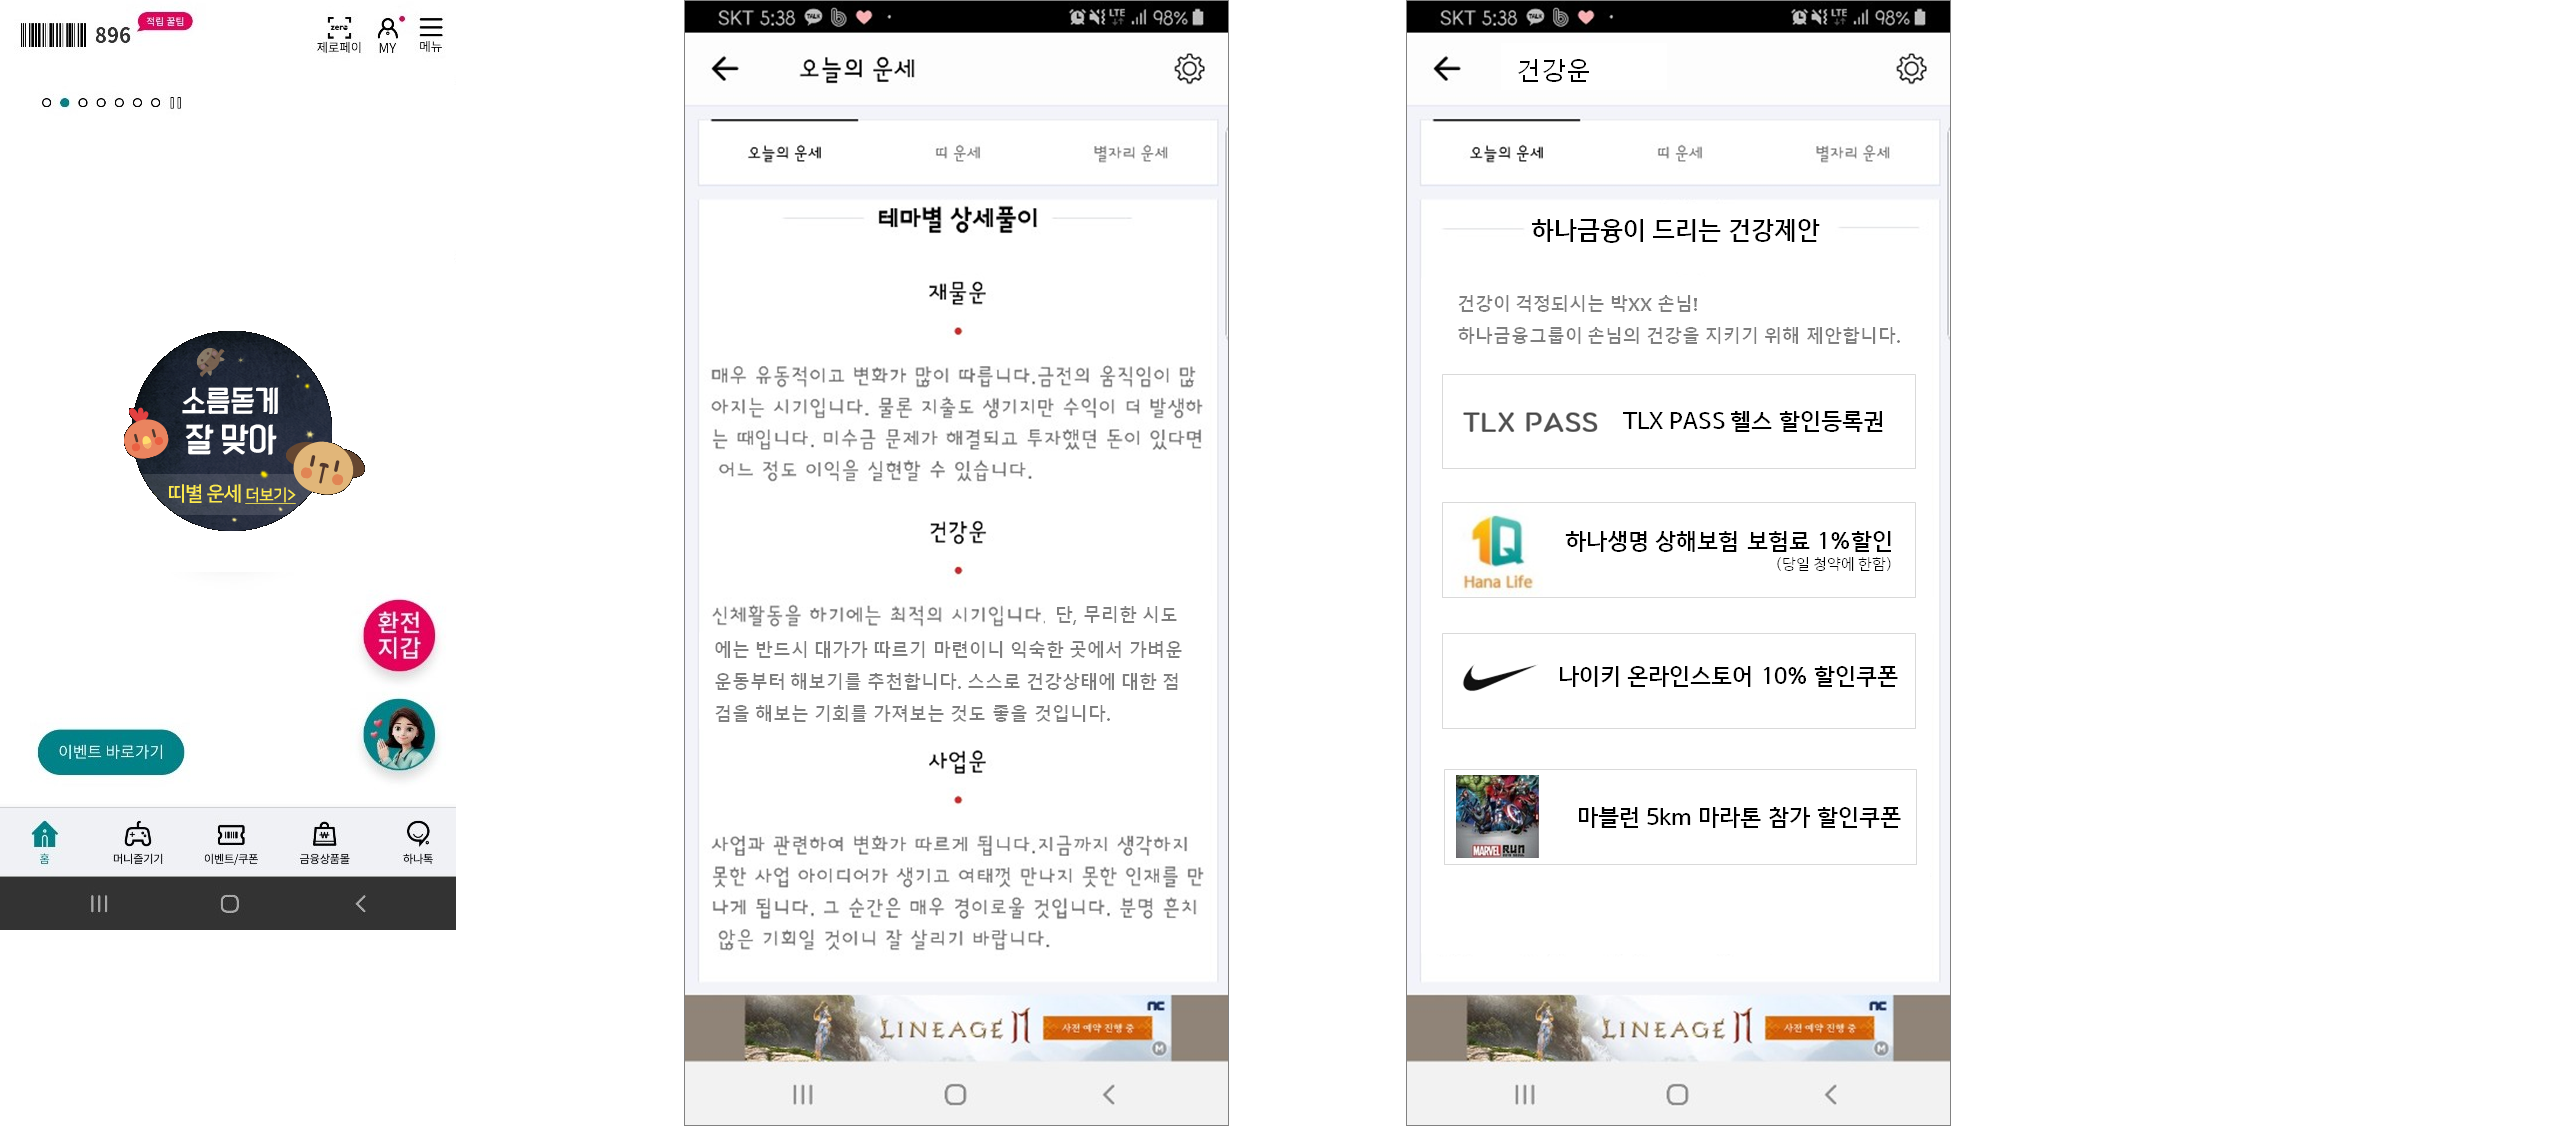 896
적립 꿀팁
zero
제로페이
MY
메뉴
소름돋게
잘 맞아
띠별 운세 더보기>
환전
지갑
이벤트 바로가기
홈
머니즐기기
이벤트/쿠폰
금융상품몰
하나톡
SKT 5:38 TALK
LTE 98%
오늘의 운세
오늘의 운세
띠 운세
별자리 운세
테마별 상세풀이
재물운
매우 유동적이고 변화가 많이 따릅니다.금전의 움직임이 많
아지는 시기입니다. 물론 지출도 생기지만 수익이 더 발생하
는 때입니다. 미수금 문제가 해결되고 투자했던 돈이 있다면
어느 정도 이익을 실현할 수 있습니다.
건강운
신체활동을 하기에는 최적의 시기입니다. 단, 무리한 시도
에는 반드시 대가가 따르기 마련이니 익숙한 곳에서 가벼운
운동부터 해보기를 추천합니다. 스스로 건강상태에 대한 점
검을 해보는 기회를 가져보는 것도 좋을 것입니다.
사업운
사업과 관련하여 변화가 따르게 됩니다.지금까지 생각하지
못한 사업 아이디어가 생기고 여태껏 만나지 못한 인재를 만
나게 됩니다. 그 순간은 매우 경이로울 것입니다. 분명 흔치
않은 기회일 것이니 잘 살리기 바랍니다.
nc
LINEAGE M
사전 예약 진행 중
M
SKT 5:38 TALK
LTE 98%
건강운
오늘의 운세
띠 운세
별자리 운세
하나금융이 드리는 건강제안
건강이 걱정되시는 박XX 손님!
하나금융그룹이 손님의 건강을 지키기 위해 제안합니다.
TLX PASS
TLX PASS 헬스 할인등록권
1Q
Hana Life
하나생명 상해보험 보험료 1%할인
(당일 청약에 한함)
나이키 온라인스토어 10% 할인쿠폰
MARVEL RUN
마블런 5km 마라톤 참가 할인쿠폰
nc
LINEAGE M
사전 예약 진행 중
M